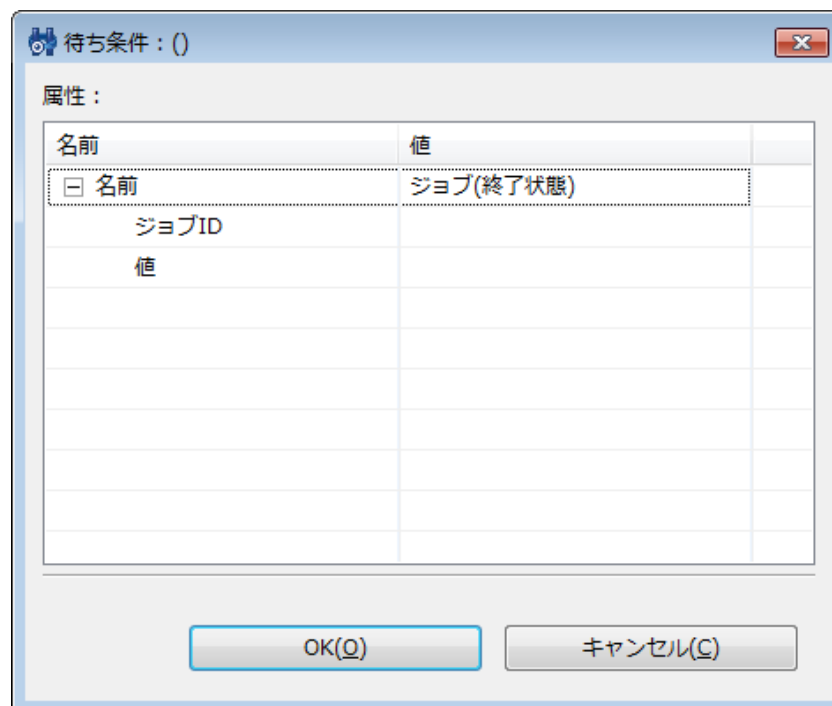 待ち条件：()
属性：
名前 値
名前 ジョブ(終了状態)
ジョブID
値
OK(O) キャンセル(C)